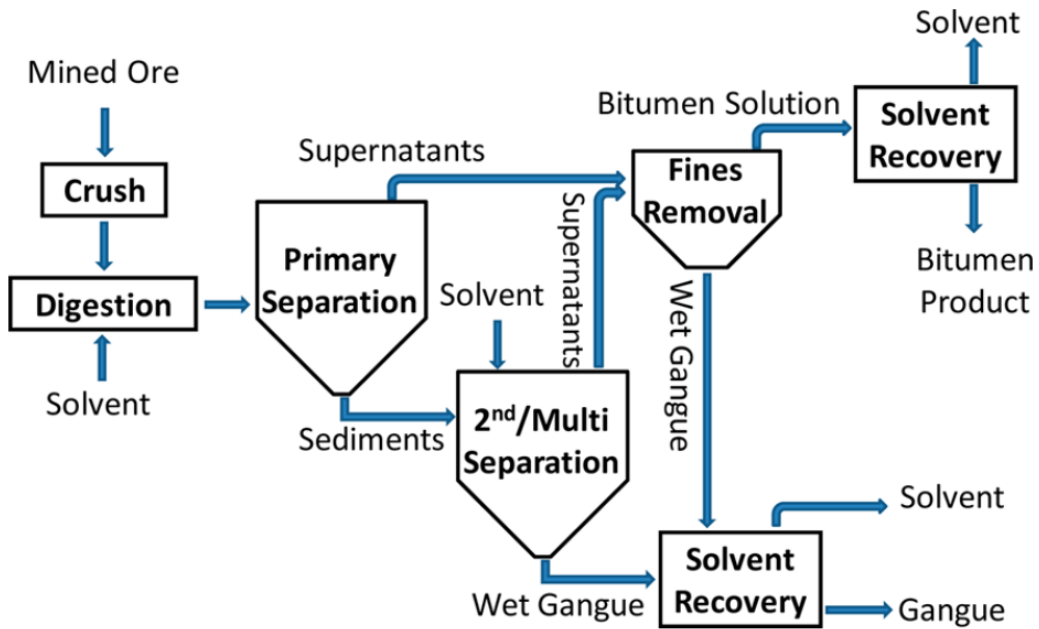 Mined Ore
Crush
Digestion
Solvent
Supernatants
Primary
Separation
Sediments
Solvent
2nd/Multi
Separation
Supernatants
Wet Gangue
Bitumen Solution
Fines
Removal
Wet Gangue
Solvent
Solvent
Recovery
Bitumen
Product
Solvent
Recovery
Solvent
Gangue